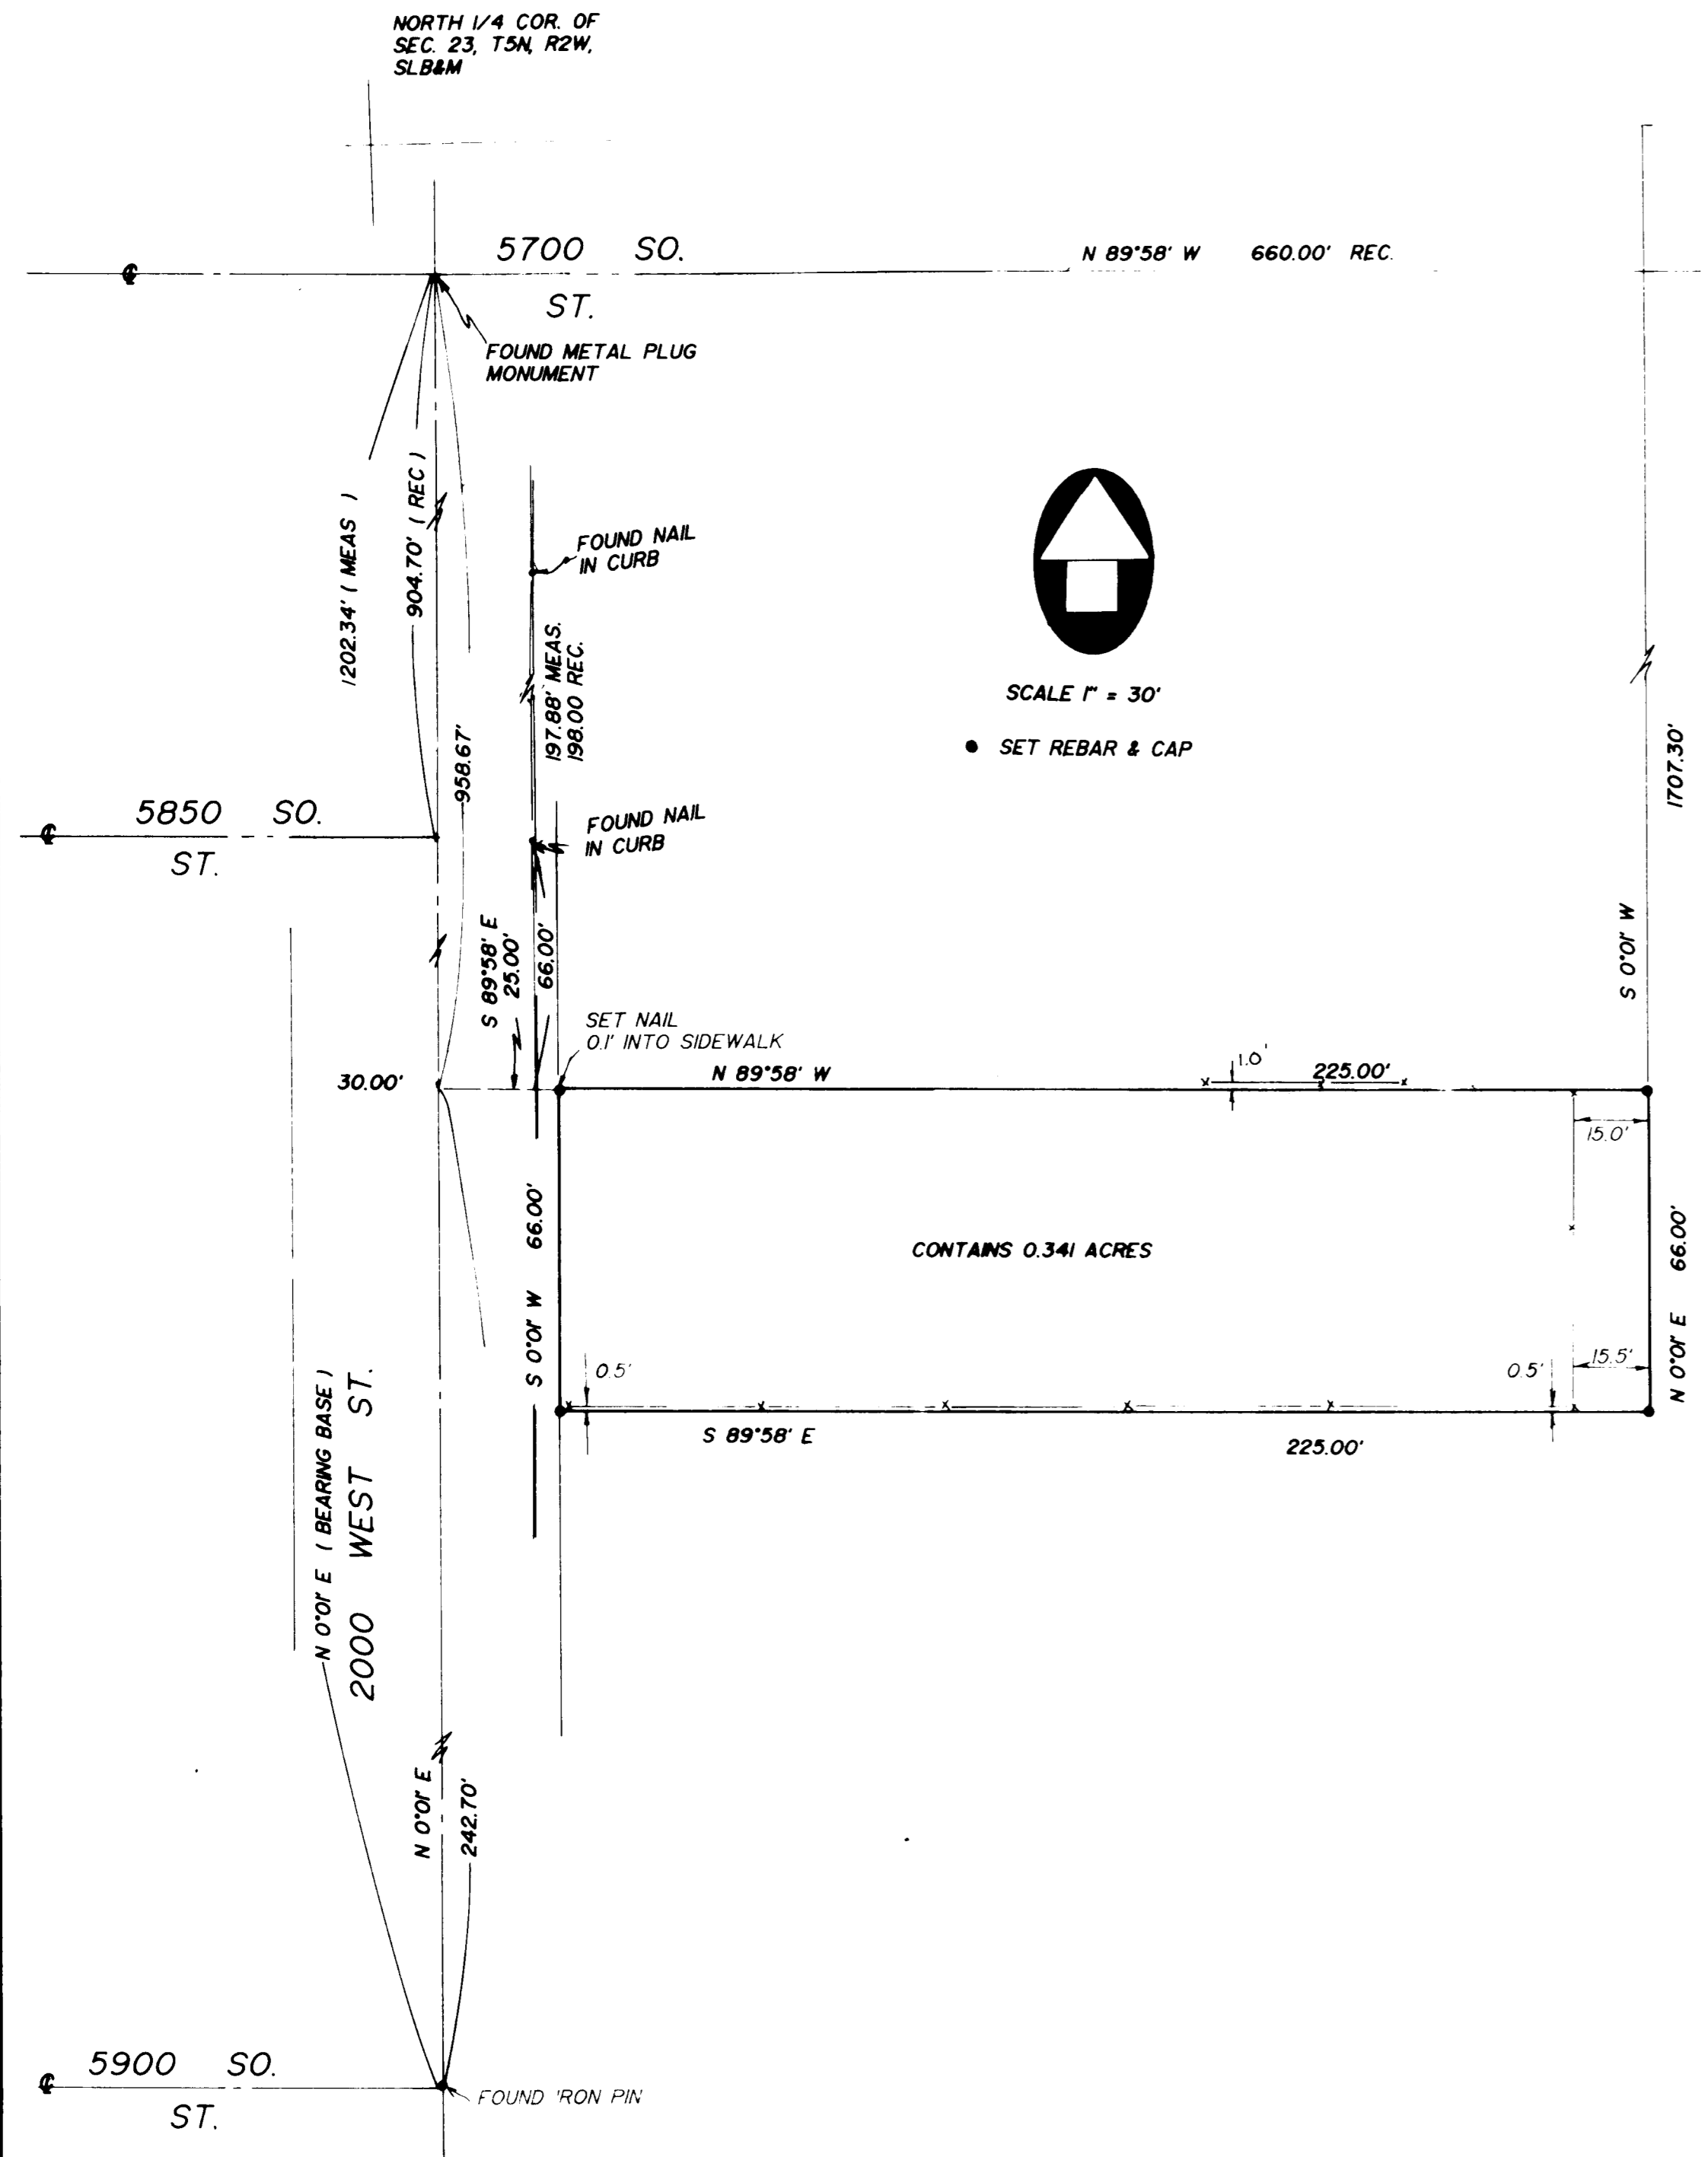 NORTH 1/4 COR. OF
SEC. 23, T5N, R2W,
SLB&M
5700 SO.
ST.
N 89°58' W 660.00' REC.
FOUND METAL PLUG
MONUMENT
1202.34' ( MEAS )
904.70' ( REC )
958.67'
FOUND NAIL
IN CURB
197.88' MEAS.
198.00 REC.
SCALE 1" = 30'
SET REBAR & CAP
1707.30'
S 0°01' W
5850 SO.
ST.
FOUND NAIL
IN CURB
S 89°58' E
25.00'
66.00'
SET NAIL
0.1' INTO SIDEWALK
30.00'
N 89°58' W
1.0'
225.00'
15.0'
S 0°01' W 66.00'
CONTAINS 0.341 ACRES
N 0°01' E 66.00'
0.5'
0.5'
15.5'
S 89°58' E
225.00'
N 0°01' E ( BEARING BASE )
2000 WEST ST.
N 0°01' E
242.70'
5900 SO.
ST.
FOUND IRON PIN